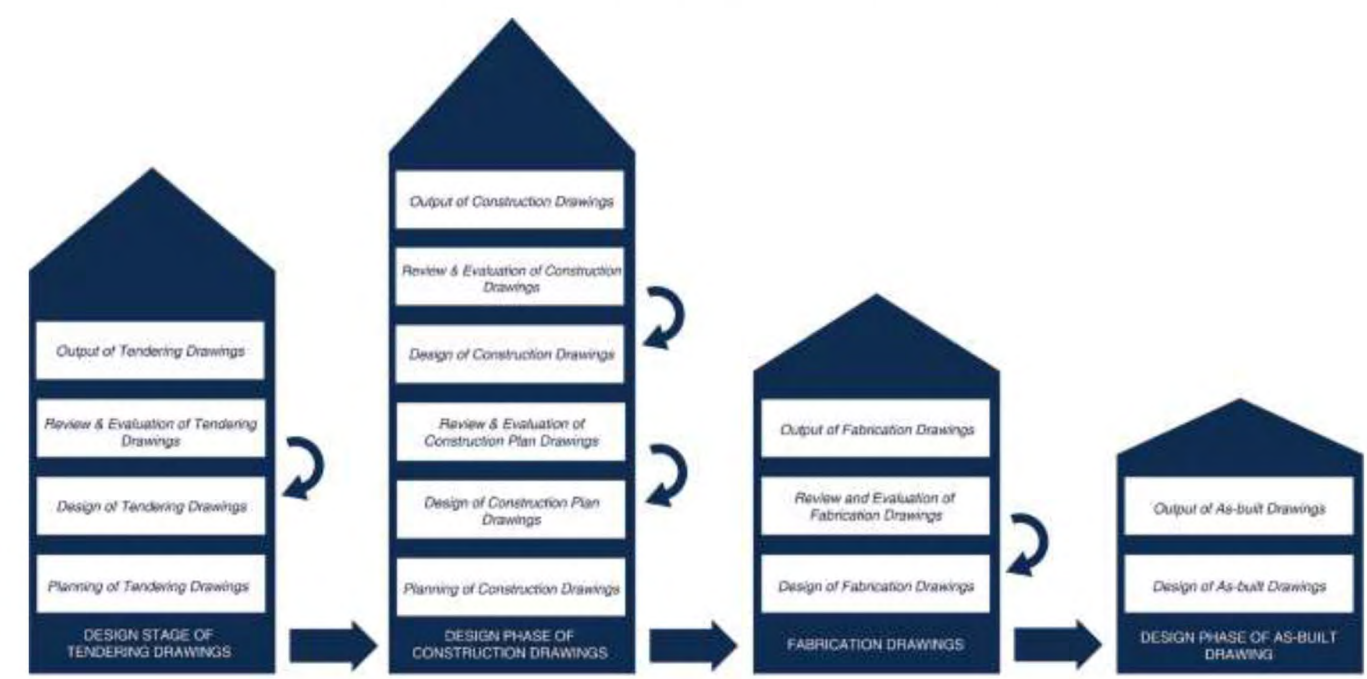 Output of Tendering Drawings
Review & Evaluation of Tendering
Drawings
Design of Tendering Drawings
Planning of Tendering Drawings
DESIGN STAGE OF
TENDERING DRAWINGS
Output of Construction Drawings
Review & Evaluation of Construction
Drawings
Design of Construction Drawings
Review & Evaluation of
Construction Plan Drawings
Design of Construction Plan
Drawings
Planning of Construction Drawings
DESIGN PHASE OF
CONSTRUCTION DRAWINGS
Output of Fabrication Drawings
Review and Evaluation of
Fabrication Drawings
Design of Fabrication Drawings
FABRICATION DRAWINGS
Output of As-built Drawings
Design of As-built Drawings
DESIGN PHASE OF AS-BUILT
DRAWING